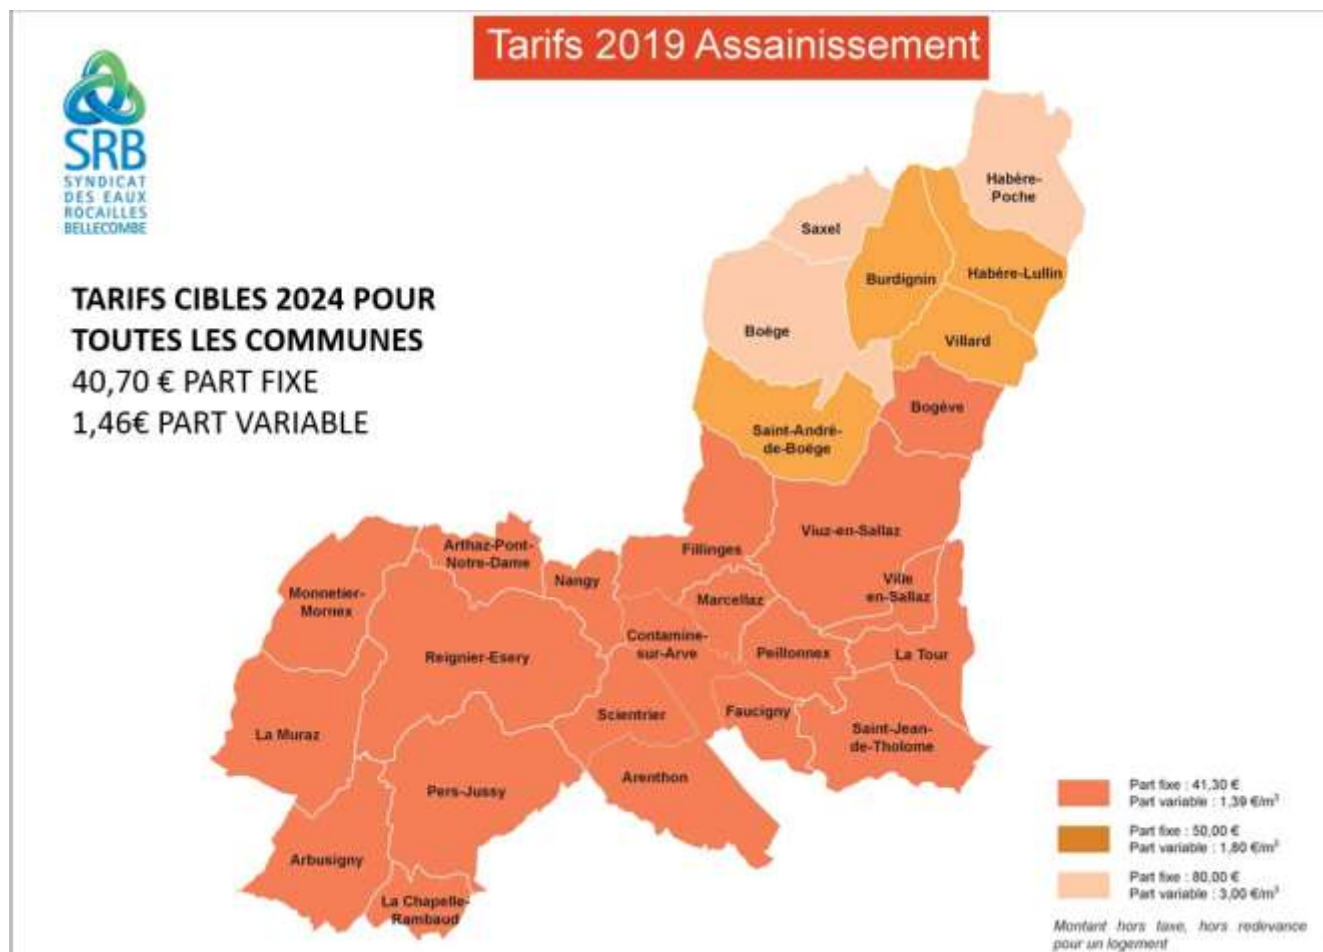 Tarifs 2019 Assainissement
SRB
SYNDICAT
DES EAUX
ROCAILLES
BELLECOMBE
TARIFS CIBLES 2024 POUR
TOUTES LES COMMUNES
40,70 € PART FIXE
1,46€ PART VARIABLE
Habère-
Poche
Saxel
Burdignin
Habère-Lullin
Boëge
Villard
Bogève
Saint-André-
de-Boëge
Viuz-en-Sallaz
Fillinges
Arthaz-Pont-
Notre-Dame
Nangy
Ville
en-Sallaz
Monnetier-
Mornex
Marcellaz
Contamine-
sur-Arve
Reignier-Esery
Peillonnex
La Tour
Scientrier
Faucigny
La Muraz
Saint-Jean-
de-Tholome
Arenthon
Pers-Jussy
Arbusigny
La Chapelle-
Rambaud
Part fixe : 41,30 €
Part variable : 1,39 €/m³
Part fixe : 50,00 €
Part variable : 1,80 €/m³
Part fixe : 80,00 €
Part variable : 3,00 €/m³
Montant hors taxe, hors redevance
pour un logement